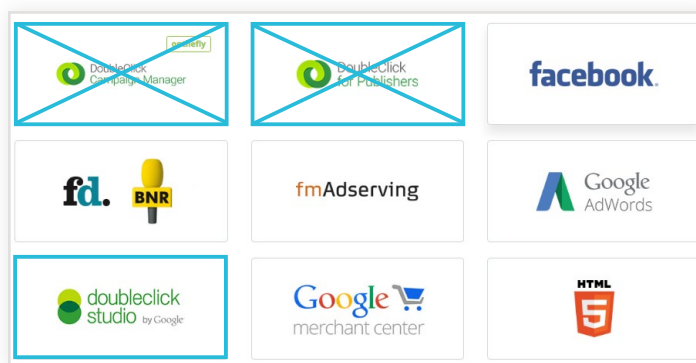 onthefly
DoubleClick
Campaign Manager
DoubleClick
for Publishers
facebook.
fd.
BNR
fmAdserving
Google
AdWords
doubleclick
studio by Google
Google
merchant center
HTML
5